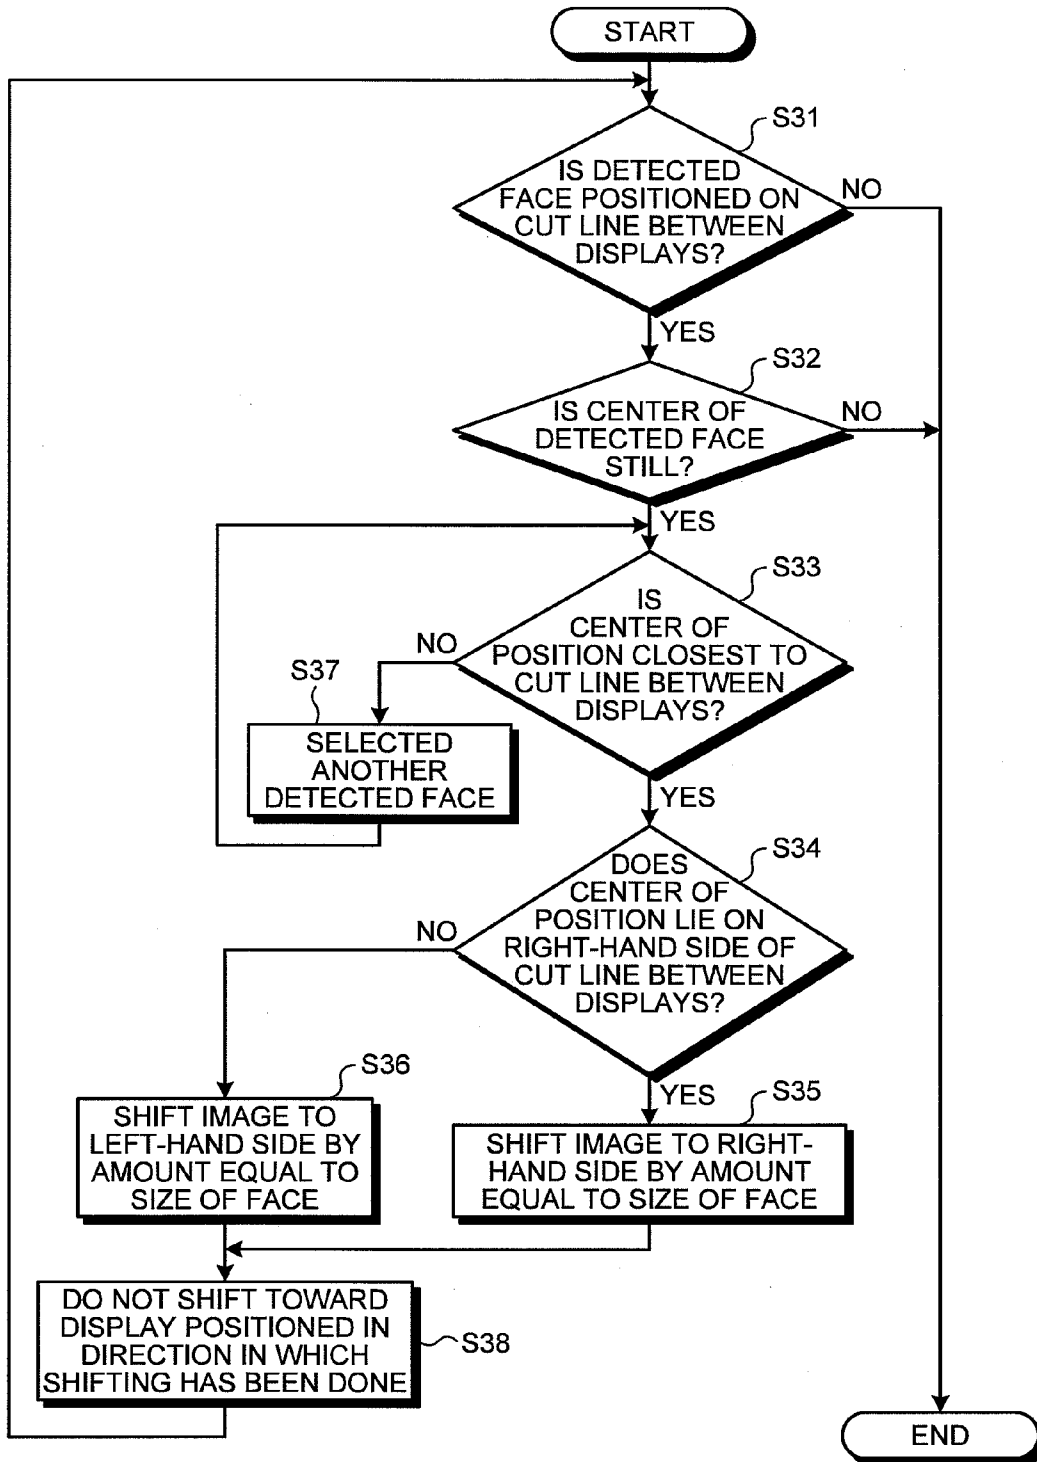 START
S31
IS DETECTED
FACE POSITIONED ON
CUT LINE BETWEEN
DISPLAYS?
NO
YES
S32
IS CENTER OF
DETECTED FACE
STILL?
NO
YES
S33
IS
CENTER OF
POSITION CLOSEST TO
CUT LINE BETWEEN
DISPLAYS?
NO
S37
SELECTED
ANOTHER
DETECTED FACE
YES
S34
DOES
CENTER OF
POSITION LIE ON
RIGHT-HAND SIDE OF
CUT LINE BETWEEN
DISPLAYS?
NO
YES
S36
SHIFT IMAGE TO
LEFT-HAND SIDE BY
AMOUNT EQUAL TO
SIZE OF FACE
S35
SHIFT IMAGE TO RIGHT-
HAND SIDE BY AMOUNT
EQUAL TO SIZE OF FACE
DO NOT SHIFT TOWARD
DISPLAY POSITIONED IN
DIRECTION IN WHICH
SHIFTING HAS BEEN DONE
S38
END